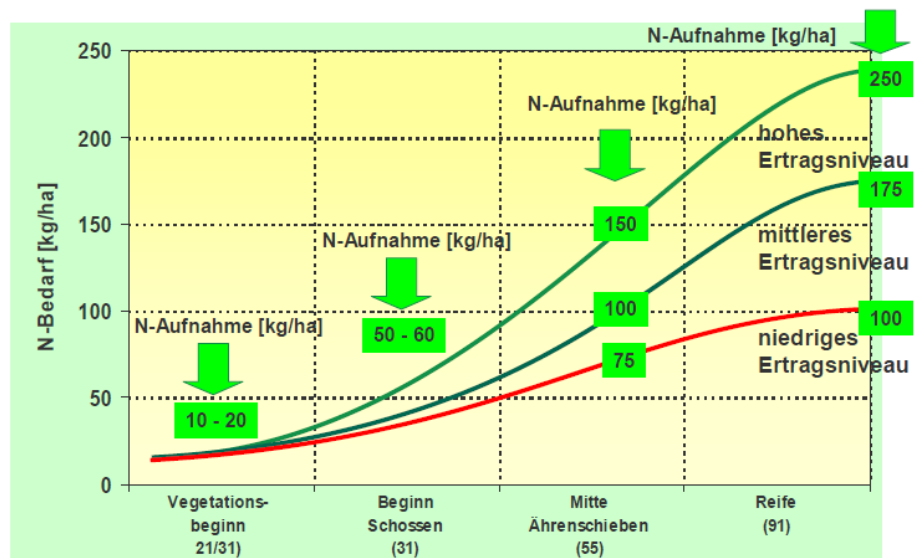 N-Aufnahme [kg/ha]
250
200
150
100
50
0
N-Bedarf [kg/ha]
N-Aufnahme [kg/ha]
10 - 20
N-Aufnahme [kg/ha]
50 - 60
N-Aufnahme [kg/ha]
150
100
75
250
hohes
Ertragsniveau
175
mittleres
Ertragsniveau
100
niedriges
Ertragsniveau
Vegetations-
beginn
21/31)
Beginn
Schossen
(31)
Mitte
Ährenschieben
(55)
Reife
(91)